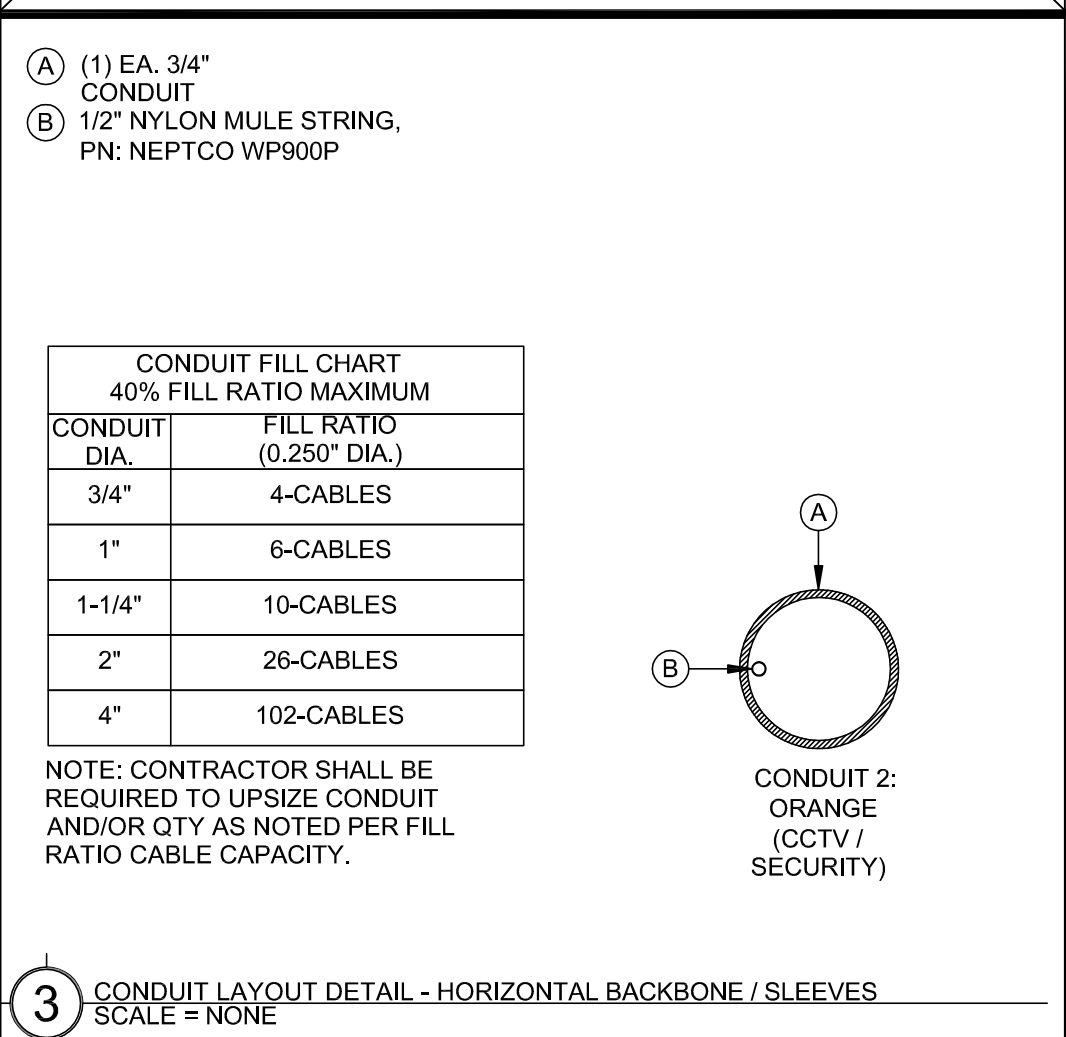 A (1) EA. 3/4"
CONDUIT
B 1/2" NYLON MULE STRING,
PN: NEPTCO WP900P
CONDUIT FILL CHART
40% FILL RATIO MAXIMUM
CONDUIT DIA. FILL RATIO (0.250" DIA.)
3/4" 4-CABLES
1" 6-CABLES
1-1/4" 10-CABLES
2" 26-CABLES
4" 102-CABLES
NOTE: CONTRACTOR SHALL BE
REQUIRED TO UPSIZE CONDUIT
AND/OR QTY AS NOTED PER FILL
RATIO CABLE CAPACITY.
A
B
CONDUIT 2:
ORANGE
(CCTV /
SECURITY)
3 CONDUIT LAYOUT DETAIL - HORIZONTAL BACKBONE / SLEEVES
SCALE = NONE